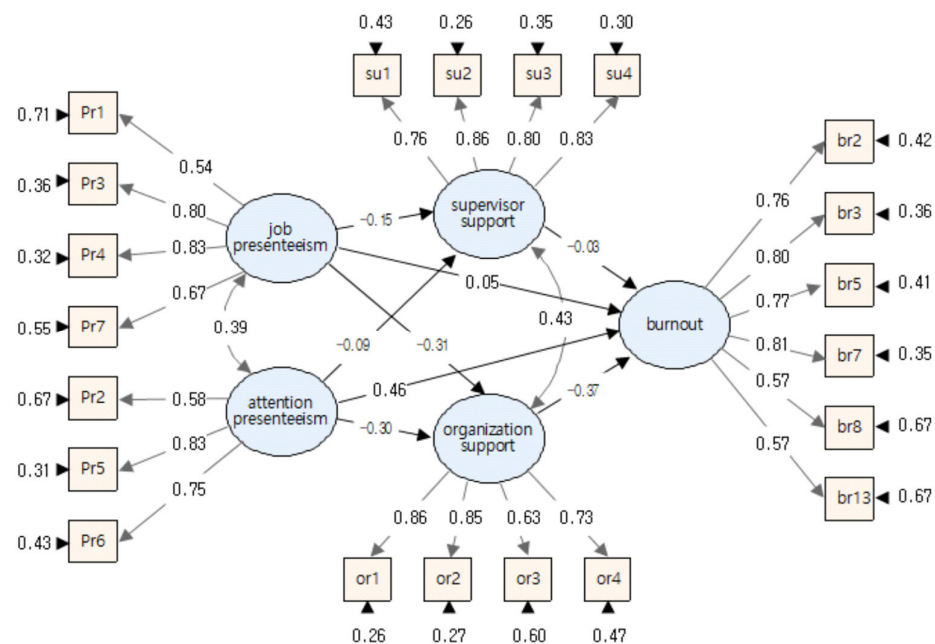 0.43 0.26 0.35 0.30
su1 su2 su3 su4
0.76 0.86 0.80 0.83
0.71 Pr1
0.54
0.36 Pr3
0.80
0.32 Pr4
0.83
0.55 Pr7
0.67
0.67 Pr2
0.58
0.31 Pr5
0.83
0.43 Pr6
0.75
job
presenteeism
0.39
attention
presenteeism
-0.15
0.05
-0.09
-0.31
0.46
-0.30
supervisor
support
0.43
organization
support
-0.03
-0.37
burnout
0.76
br2 0.42
0.80
br3 0.36
0.77
br5 0.41
0.81
br7 0.35
0.57
br8 0.67
0.57
br13 0.67
0.86 0.85 0.63 0.73
or1 or2 or3 or4
0.26 0.27 0.60 0.47